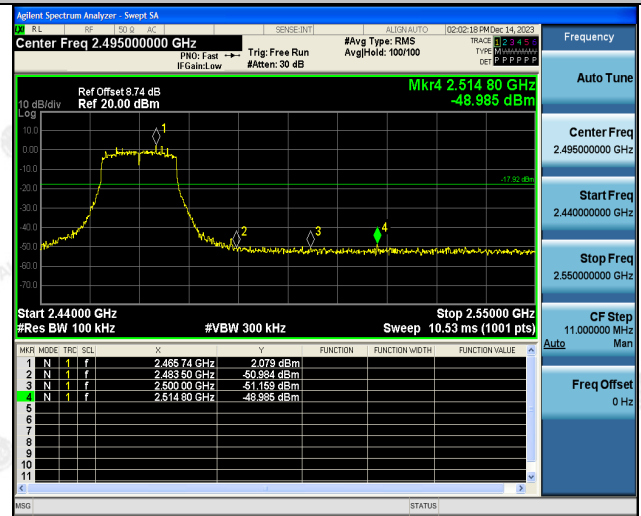 Agilent Spectrum Analyzer - Swept SA
RL RF 50 Ω AC SENSE:INT ALIGNAUTO 02:02:18 PM Dec 14, 2023
Center Freq 2.495000000 GHz #Avg Type: RMS TRACE 1 2 3 4 5 6
PNO: Fast Trig: Free Run Avg|Hold: 100/100 TYPE M
IFGain:Low #Atten: 30 dB DET P P P P P P
Frequency
Auto Tune
Center Freq
2.495000000 GHz
Start Freq
2.440000000 GHz
Stop Freq
2.550000000 GHz
CF Step
11.000000 MHz
Auto Man
Freq Offset
0 Hz
Mkr4 2.514 80 GHz
-48.985 dBm
Ref Offset 8.74 dB
10 dB/div Ref 20.00 dBm
Log
10.0
0.00
-10.0
-20.0
-30.0
-40.0
-50.0
-60.0
-70.0
1
-17.92 dBm
2
3
4
Start 2.44000 GHz Stop 2.55000 GHz
#Res BW 100 kHz #VBW 300 kHz Sweep 10.53 ms (1001 pts)
MKR MODE TRC SCL X Y FUNCTION FUNCTION WIDTH FUNCTION VALUE
1 N 1 f 2.465 74 GHz 2.079 dBm
2 N 1 f 2.483 50 GHz -50.984 dBm
3 N 1 f 2.500 00 GHz -51.159 dBm
4 N 1 f 2.514 80 GHz -48.985 dBm
5
6
7
8
9
10
11
MSG STATUS